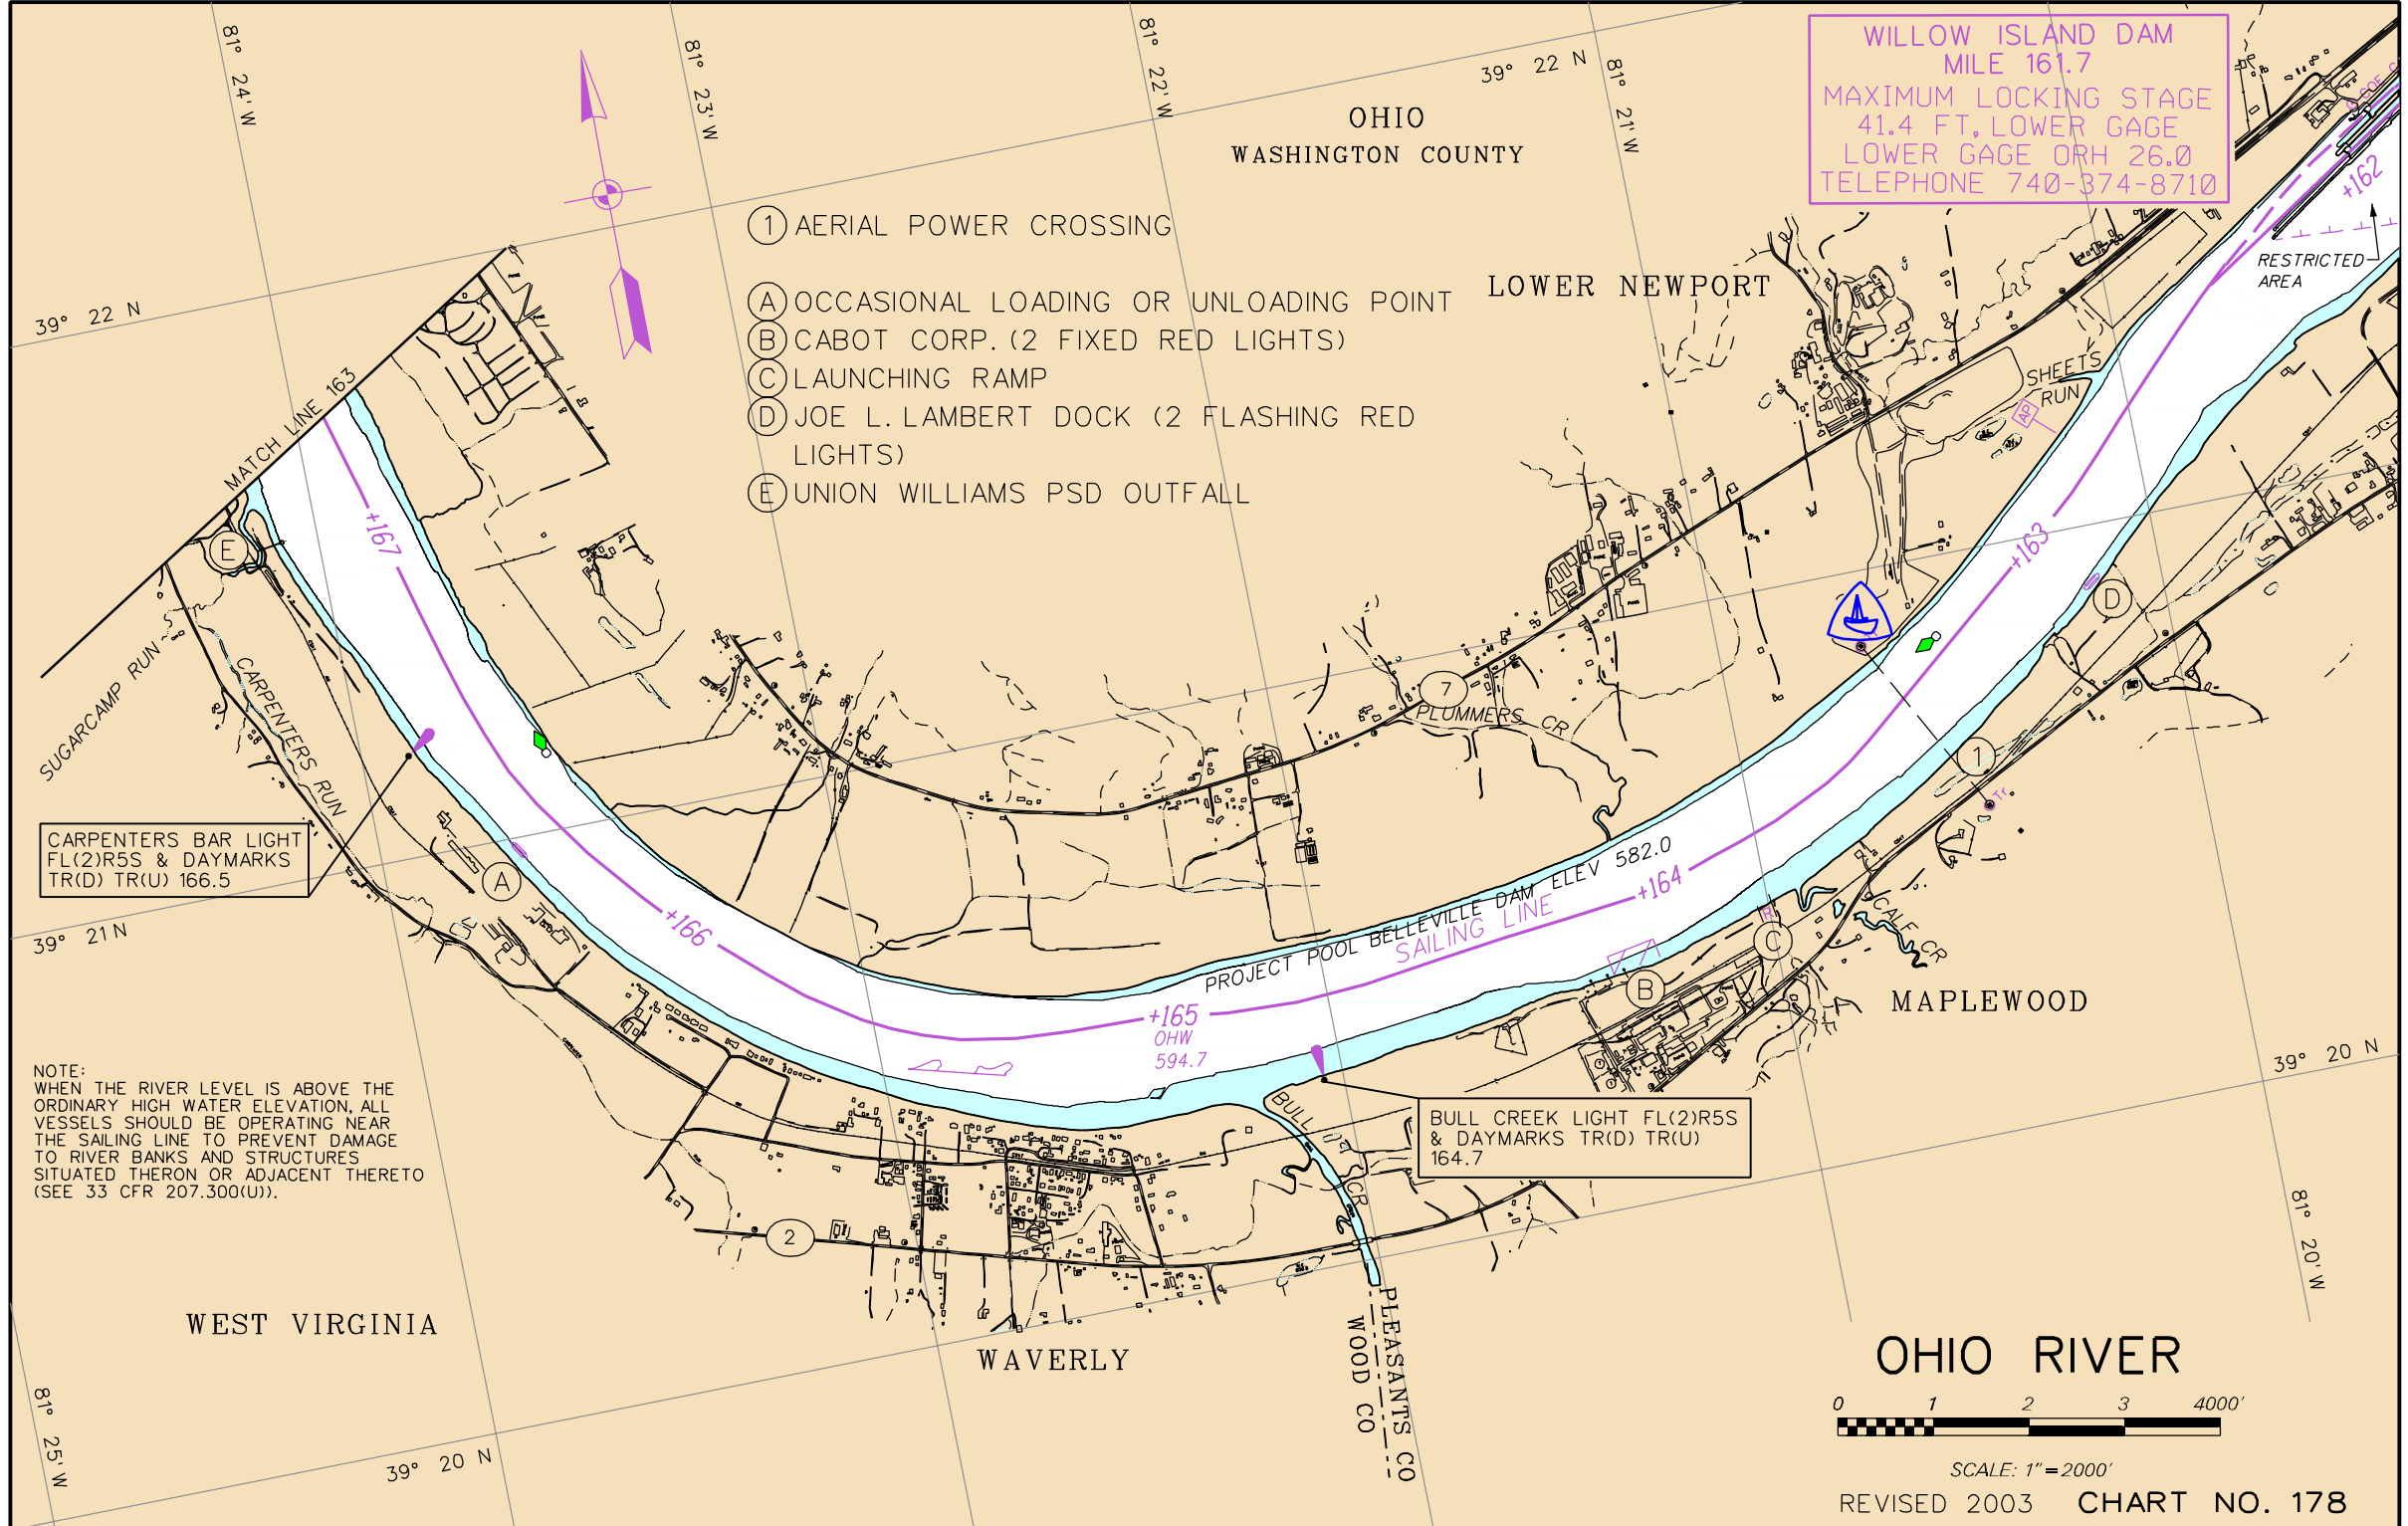 81° 24' W
81° 23' W
81° 22' W
39° 22' N
81° 21' W
WILLOW ISLAND DAM
MILE 161.7
MAXIMUM LOCKING STAGE
41.4 FT, LOWER GAGE
LOWER GAGE ORH 26.0
TELEPHONE 740-374-8710
OHIO
WASHINGTON COUNTY
+162
RESTRICTED
AREA
1 AERIAL POWER CROSSING
A OCCASIONAL LOADING OR UNLOADING POINT
B CABOT CORP. (2 FIXED RED LIGHTS)
C LAUNCHING RAMP
D JOE L. LAMBERT DOCK (2 FLASHING RED
LIGHTS)
E UNION WILLIAMS PSD OUTFALL
LOWER NEWPORT
39° 22' N
MATCH LINE 163
SHEETS
RUN
AP
+167
E
+163
D
SUGARCAMP RUN
CARPENTERS RUN
7
PLUMMERS CR
1
Tr
CARPENTERS BAR LIGHT
FL(2)R5S & DAYMARKS
TR(D) TR(U) 166.5
A
39° 21' N
+166
PROJECT POOL BELLEVILLE DAM ELEV 582.0
SAILING LINE
+164
R
C
CALF CR
B
MAPLEWOOD
+165
OHW
594.7
39° 20' N
NOTE:
WHEN THE RIVER LEVEL IS ABOVE THE
ORDINARY HIGH WATER ELEVATION, ALL
VESSELS SHOULD BE OPERATING NEAR
THE SAILING LINE TO PREVENT DAMAGE
TO RIVER BANKS AND STRUCTURES
SITUATED THERON OR ADJACENT THERETO
(SEE 33 CFR 207.300(U)).
BULL CR
BULL CREEK LIGHT FL(2)R5S
& DAYMARKS TR(D) TR(U)
164.7
2
81° 20' W
WEST VIRGINIA
WAVERLY
PLEASANTS CO
WOOD CO
81° 25' W
39° 20' N
OHIO RIVER
0 1 2 3 4000'
SCALE: 1"=2000'
REVISED 2003 CHART NO. 178